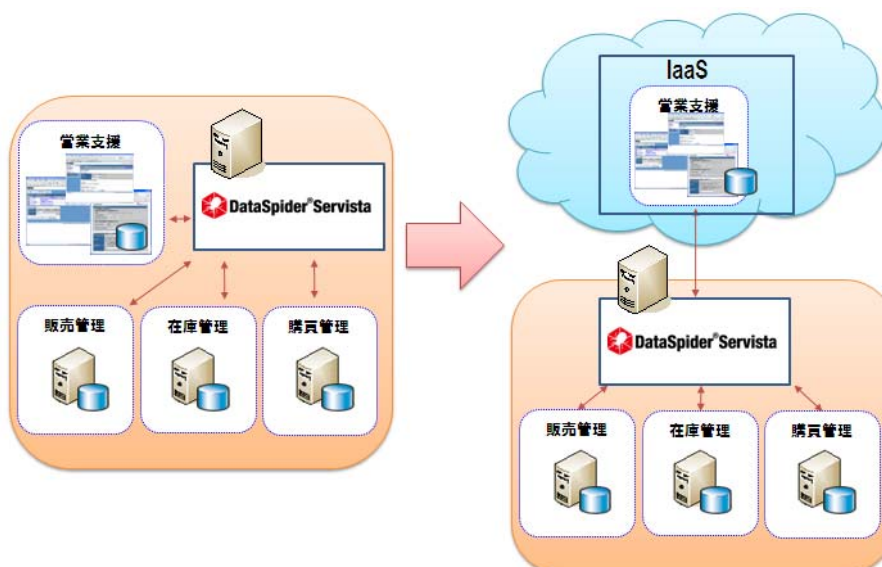 営業支援
DataSpider®Servista
販売管理
在庫管理
購買管理
IaaS
営業支援
DataSpider®Servista
販売管理
在庫管理
購買管理